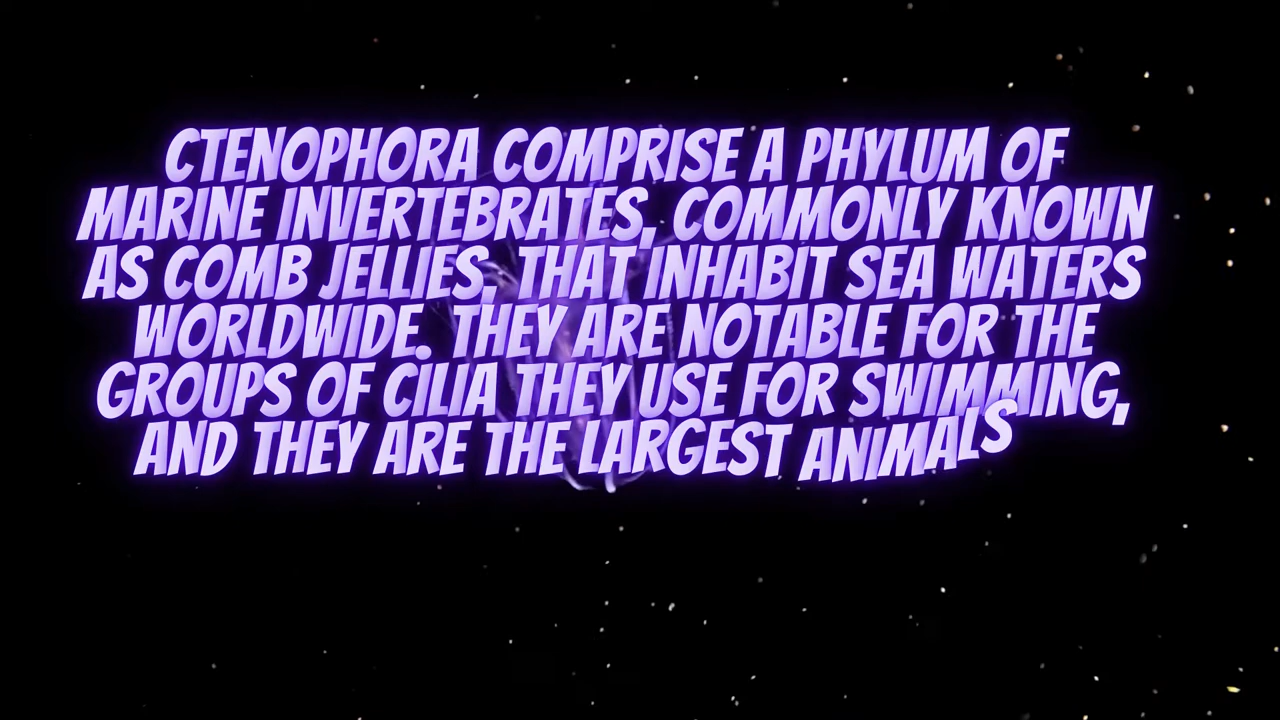 CTENOPHORA COMPRISE A PHYLUM OF
MARINE INVERTEBRATES, COMMONLY KNOWN
AS COMB JELLIES, THAT INHABIT SEA WATERS
WORLDWIDE. THEY ARE NOTABLE FOR THE
GROUPS OF CILIA THEY USE FOR SWIMMING,
AND THEY ARE THE LARGEST ANIMALS